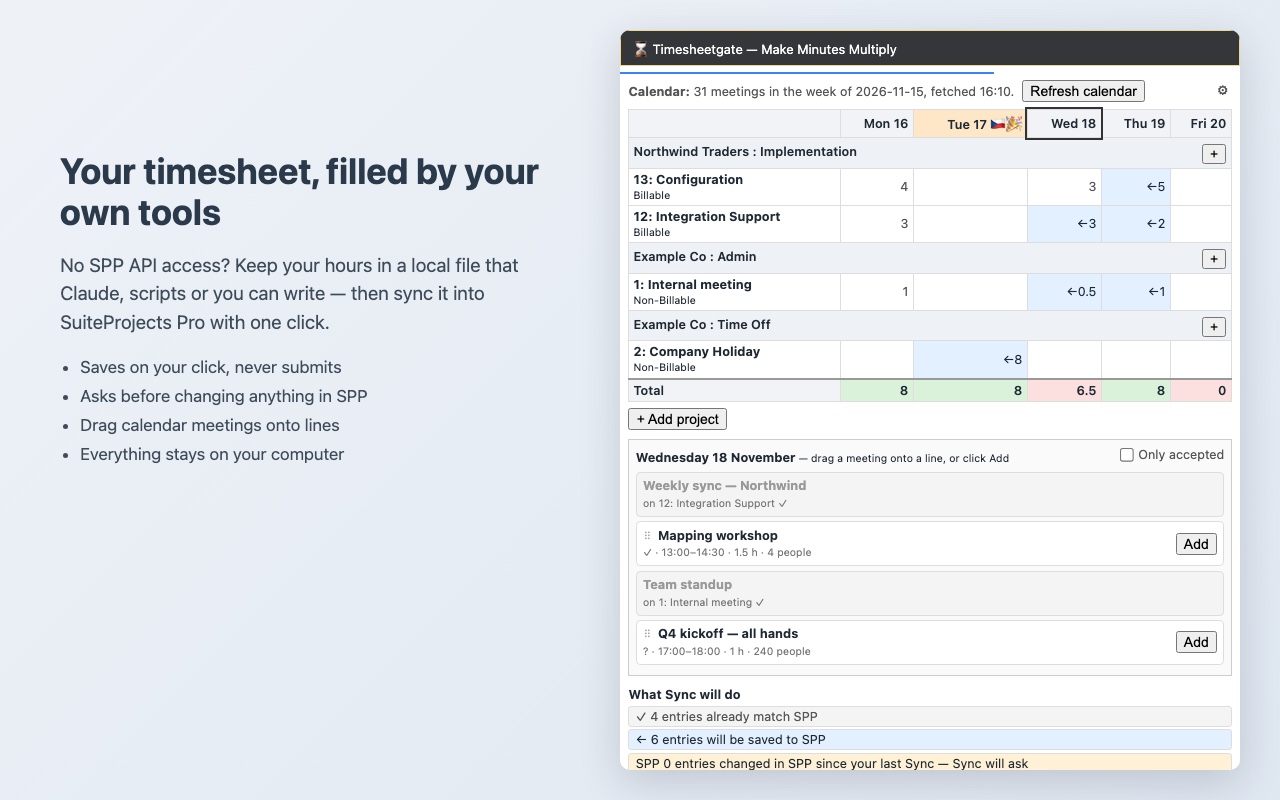 Your timesheet, filled by your
own tools
No SPP API access? Keep your hours in a local file that
Claude, scripts or you can write — then sync it into
SuiteProjects Pro with one click.
• Saves on your click, never submits
• Asks before changing anything in SPP
• Drag calendar meetings onto lines
• Everything stays on your computer
⏳ Timesheetgate — Make Minutes Multiply
Calendar: 31 meetings in the week of 2026-11-15, fetched 16:10. Refresh calendar ⚙
Mon 16 Tue 17 🇨🇿🎉 Wed 18 Thu 19 Fri 20
Northwind Traders : Implementation +
13: Configuration 4 3 ←5
Billable
12: Integration Support 3 ←3 ←2
Billable
Example Co : Admin +
1: Internal meeting 1 ←0.5 ←1
Non-Billable
Example Co : Time Off +
2: Company Holiday ←8
Non-Billable
Total 8 8 6.5 8 0
+ Add project
Wednesday 18 November — drag a meeting onto a line, or click Add Only accepted
Weekly sync — Northwind
on 12: Integration Support ✓
Mapping workshop Add
✓ · 13:00–14:30 · 1.5 h · 4 people
Team standup
on 1: Internal meeting ✓
Q4 kickoff — all hands Add
? · 17:00–18:00 · 1 h · 240 people
What Sync will do
✓ 4 entries already match SPP
← 6 entries will be saved to SPP
SPP 0 entries changed in SPP since your last Sync — Sync will ask